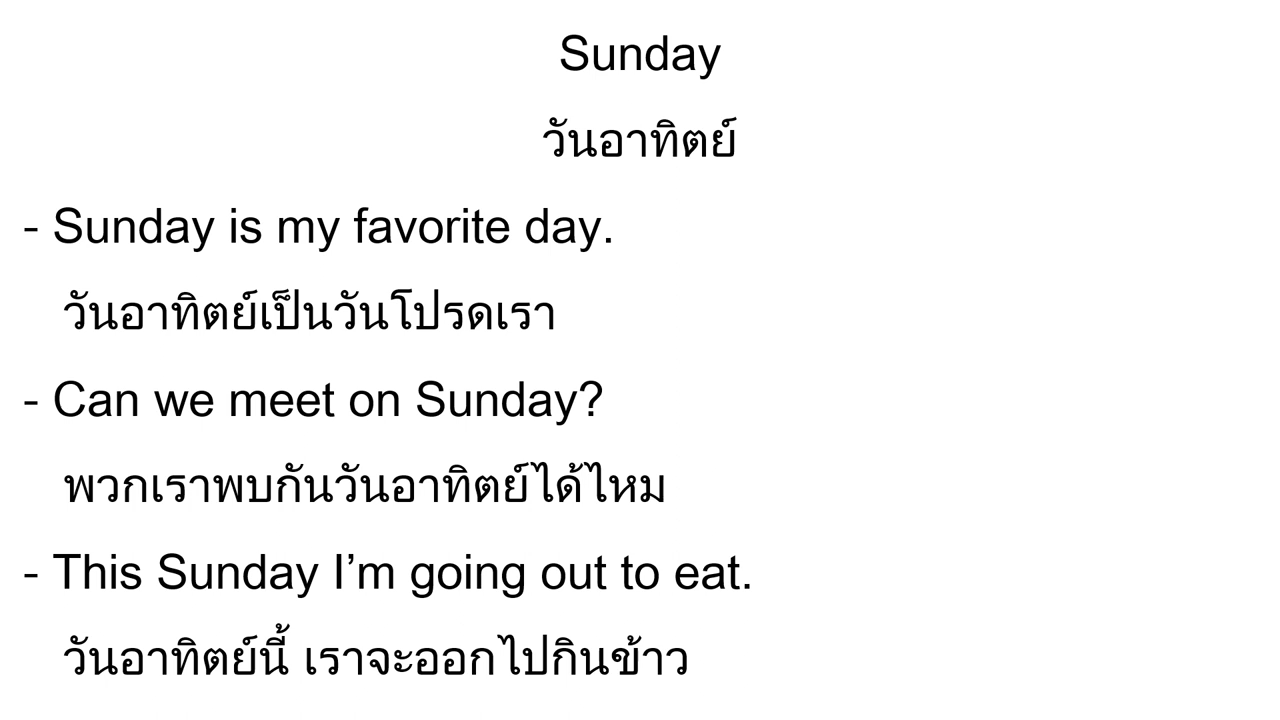 Sunday
วันอาทิตย์
- Sunday is my favorite day.
วันอาทิตย์เป็นวันโปรดเรา
- Can we meet on Sunday?
พวกเราพบกันวันอาทิตย์ได้ไหม
- This Sunday I’m going out to eat.
วันอาทิตย์นี้ เราจะออกไปกินข้าว